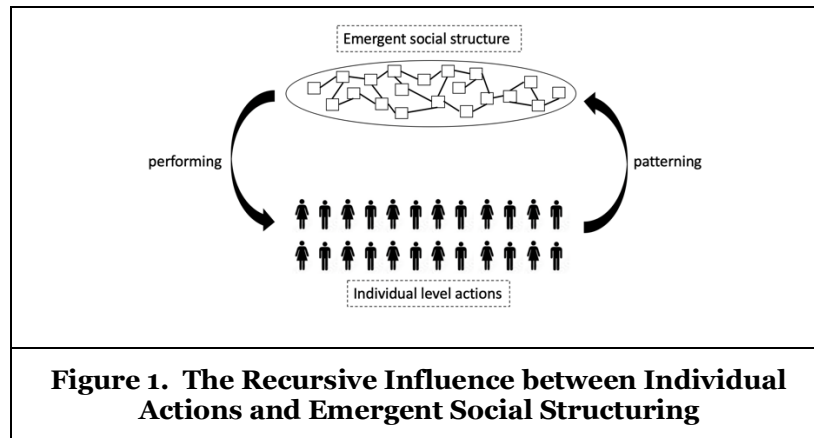 Emergent social structure
performing
patterning
Individual level actions
Figure 1.  The Recursive Influence between Individual
Actions and Emergent Social Structuring